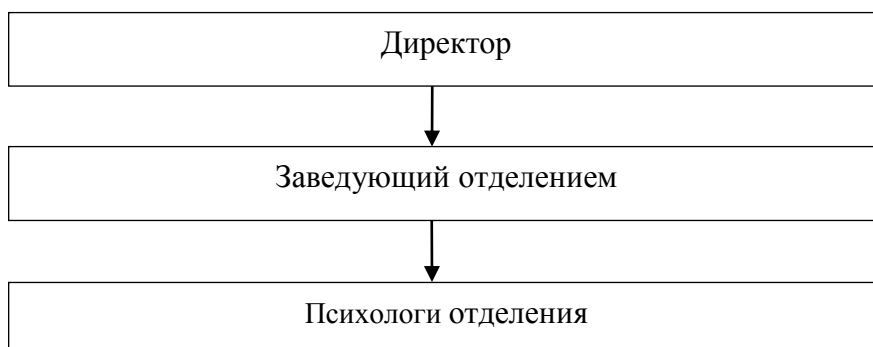 Директор
Заведующий отделением
Психологи отделения